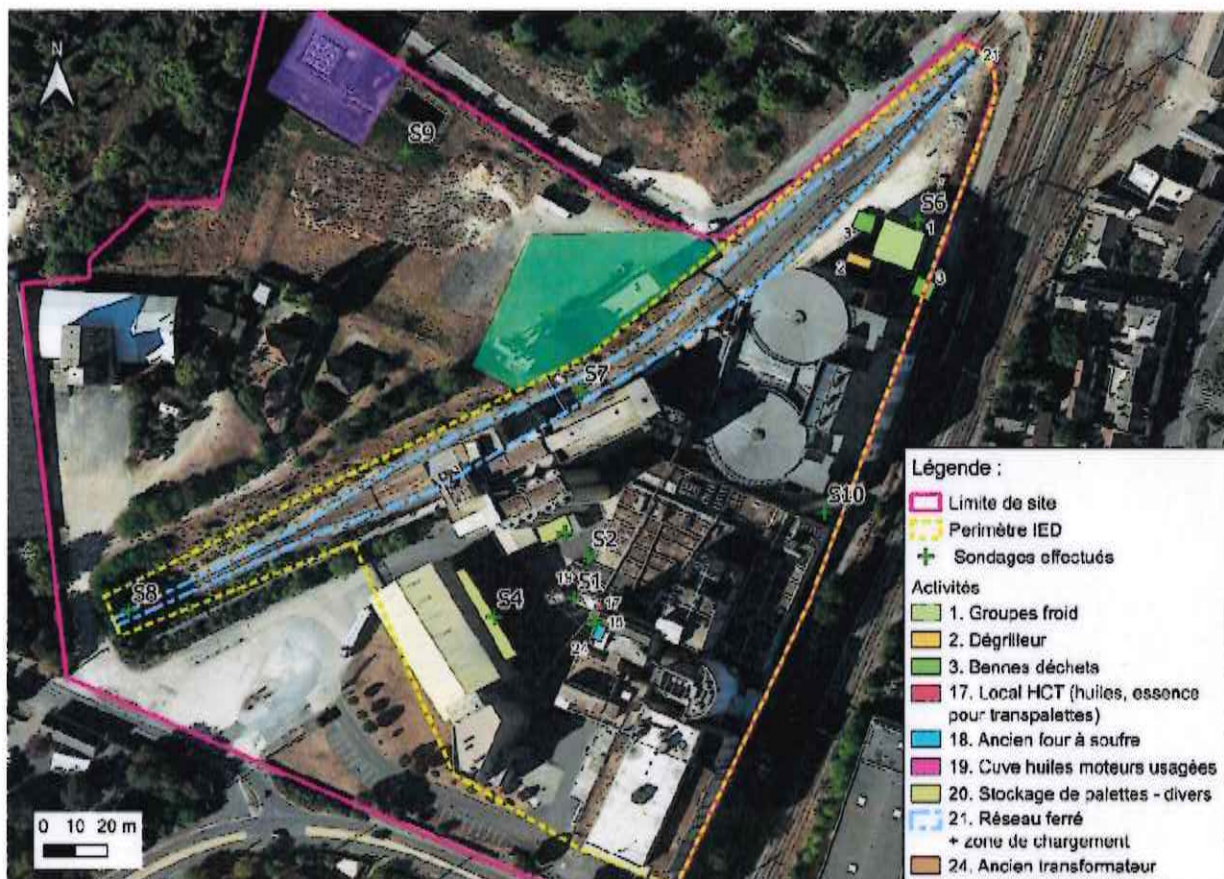 N
21
S9
S6
1
3
2
3
S7
S10
S2
19
S1
17
S4
18
24
S8
0 10 20 m
Légende :
Limite de site
Perimètre IED
Sondages effectués
Activités
1. Groupes froid
2. Dégrilleur
3. Bennes déchets
17. Local HCT (huiles, essence
pour transpalettes)
18. Ancien four à soufre
19. Cuve huiles moteurs usagées
20. Stockage de palettes - divers
21. Réseau ferré
+ zone de chargement
24. Ancien transformateur